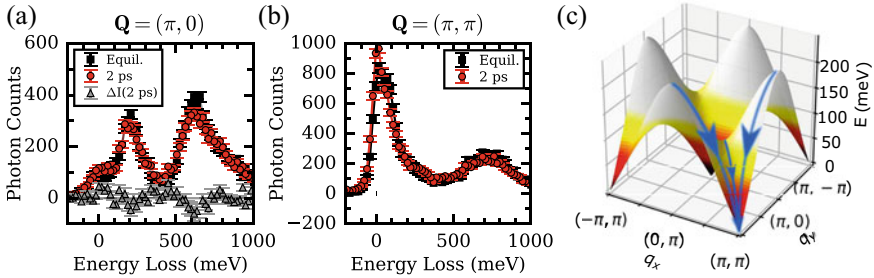 (a)
Q = (π, 0)
Equil.
2 ps
ΔI(2 ps)
Photon Counts
600
400
200
0
0
500
1000
Energy Loss (meV)
(b)
Q = (π, π)
Equil.
2 ps
Photon Counts
1000
800
600
400
200
0
−200
0
500
1000
Energy Loss (meV)
(c)
200
150
100
50
0
E (meV)
(−π, π)
(0, π)
(π, π)
(π, 0)
(π, −π)
qx
qy